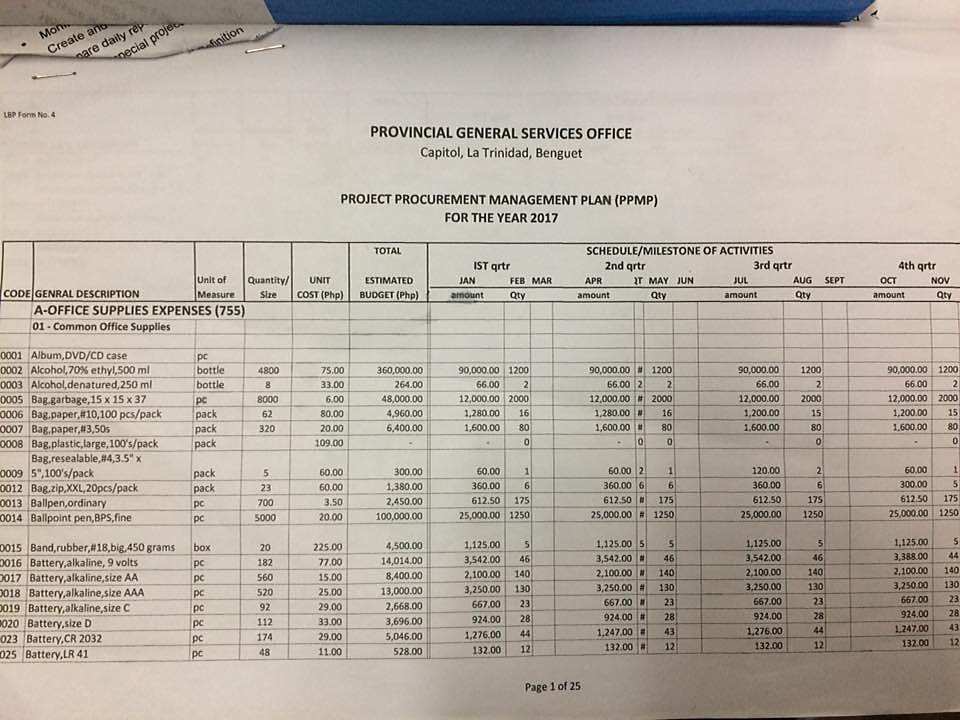 • Mon
Create and
pare daily rep
special project
efinition
LBP Form No. 4
PROVINCIAL GENERAL SERVICES OFFICE
Capitol, La Trinidad, Benguet
PROJECT PROCUREMENT MANAGEMENT PLAN (PPMP)
FOR THE YEAR 2017
TOTAL SCHEDULE/MILESTONE OF ACTIVITIES
IST qrtr 2nd qrtr 3rd qrtr 4th qrtr
Unit of Quantity/ UNIT ESTIMATED JAN FEB MAR APR IT MAY JUN JUL AUG SEPT OCT NOV
CODE GENRAL DESCRIPTION Measure Size COST (Php) BUDGET (Php) amount Qty amount Qty amount Qty amount Qty
A-OFFICE SUPPLIES EXPENSES (755)
01 - Common Office Supplies
0001 Album,DVD/CD case pc
0002 Alcohol,70% ethyl,500 ml bottle 4800 75.00 360,000.00 90,000.00 1200 90,000.00 # 1200 90,000.00 1200 90,000.00 1200
0003 Alcohol,denatured,250 ml bottle 8 33.00 264.00 66.00 2 66.00 2 2 66.00 2 66.00 2
0005 Bag,garbage,15 x 15 x 37 pc 8000 6.00 48,000.00 12,000.00 2000 12,000.00 # 2000 12,000.00 2000 12,000.00 2000
0006 Bag,paper,#10,100 pcs/pack pack 62 80.00 4,960.00 1,280.00 16 1,280.00 # 16 1,200.00 15 1,200.00 15
0007 Bag,paper,#3,50s pack 320 20.00 6,400.00 1,600.00 80 1,600.00 # 80 1,600.00 80 1,600.00 80
0008 Bag,plastic,large,100's/pack pack 109.00 - - 0 - 0 0 - 0 - 0
Bag,resealable,#4,3.5" x
0009 5",100's/pack pack 5 60.00 300.00 60.00 1 60.00 2 1 120.00 2 60.00 1
0012 Bag,zip,XXL,20pcs/pack pack 23 60.00 1,380.00 360.00 6 360.00 6 6 360.00 6 300.00 5
0013 Ballpen,ordinary pc 700 3.50 2,450.00 612.50 175 612.50 # 175 612.50 175 612.50 175
0014 Ballpoint pen,BPS,fine pc 5000 20.00 100,000.00 25,000.00 1250 25,000.00 # 1250 25,000.00 1250 25,000.00 1250
0015 Band,rubber,#18,big,450 grams box 20 225.00 4,500.00 1,125.00 5 1,125.00 5 5 1,125.00 5 1,125.00 5
0016 Battery,alkaline, 9 volts pc 182 77.00 14,014.00 3,542.00 46 3,542.00 # 46 3,542.00 46 3,388.00 44
0017 Battery,alkaline,size AA pc 560 15.00 8,400.00 2,100.00 140 2,100.00 # 140 2,100.00 140 2,100.00 140
0018 Battery,alkaline,size AAA pc 520 25.00 13,000.00 3,250.00 130 3,250.00 # 130 3,250.00 130 3,250.00 130
0019 Battery,alkaline,size C pc 92 29.00 2,668.00 667.00 23 667.00 # 23 667.00 23 667.00 23
020 Battery,size D pc 112 33.00 3,696.00 924.00 28 924.00 # 28 924.00 28 924.00 28
023 Battery,CR 2032 pc 174 29.00 5,046.00 1,276.00 44 1,247.00 # 43 1,276.00 44 1,247.00 43
025 Battery,LR 41 pc 48 11.00 528.00 132.00 12 132.00 # 12 132.00 12 132.00 12
Page 1 of 25